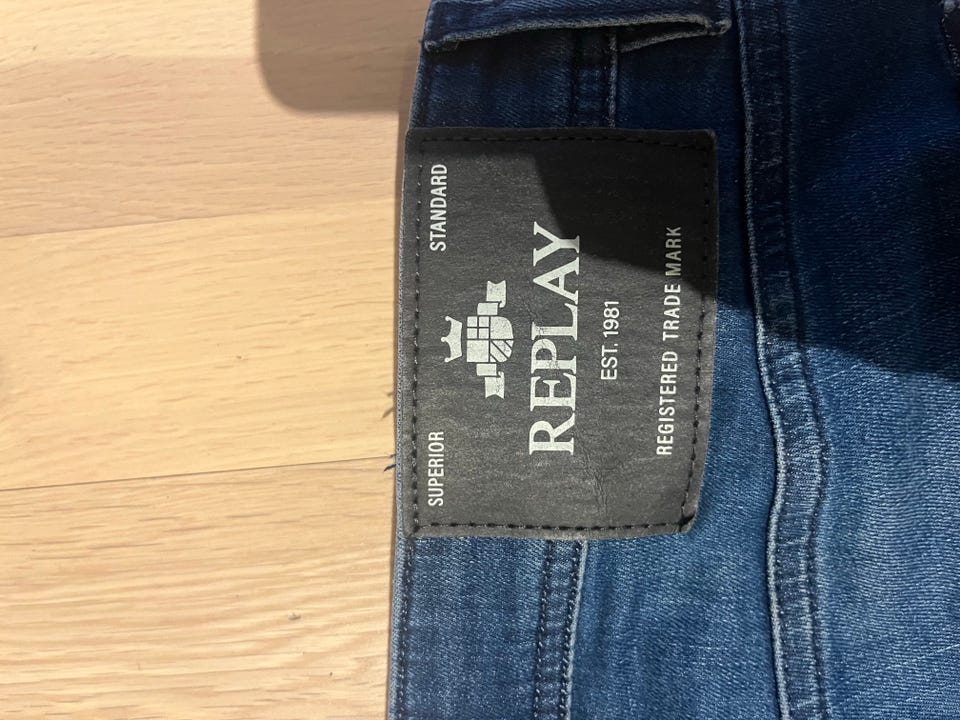 SUPERIOR STANDARD
REPLAY
EST. 1981
REGISTERED TRADE MARK